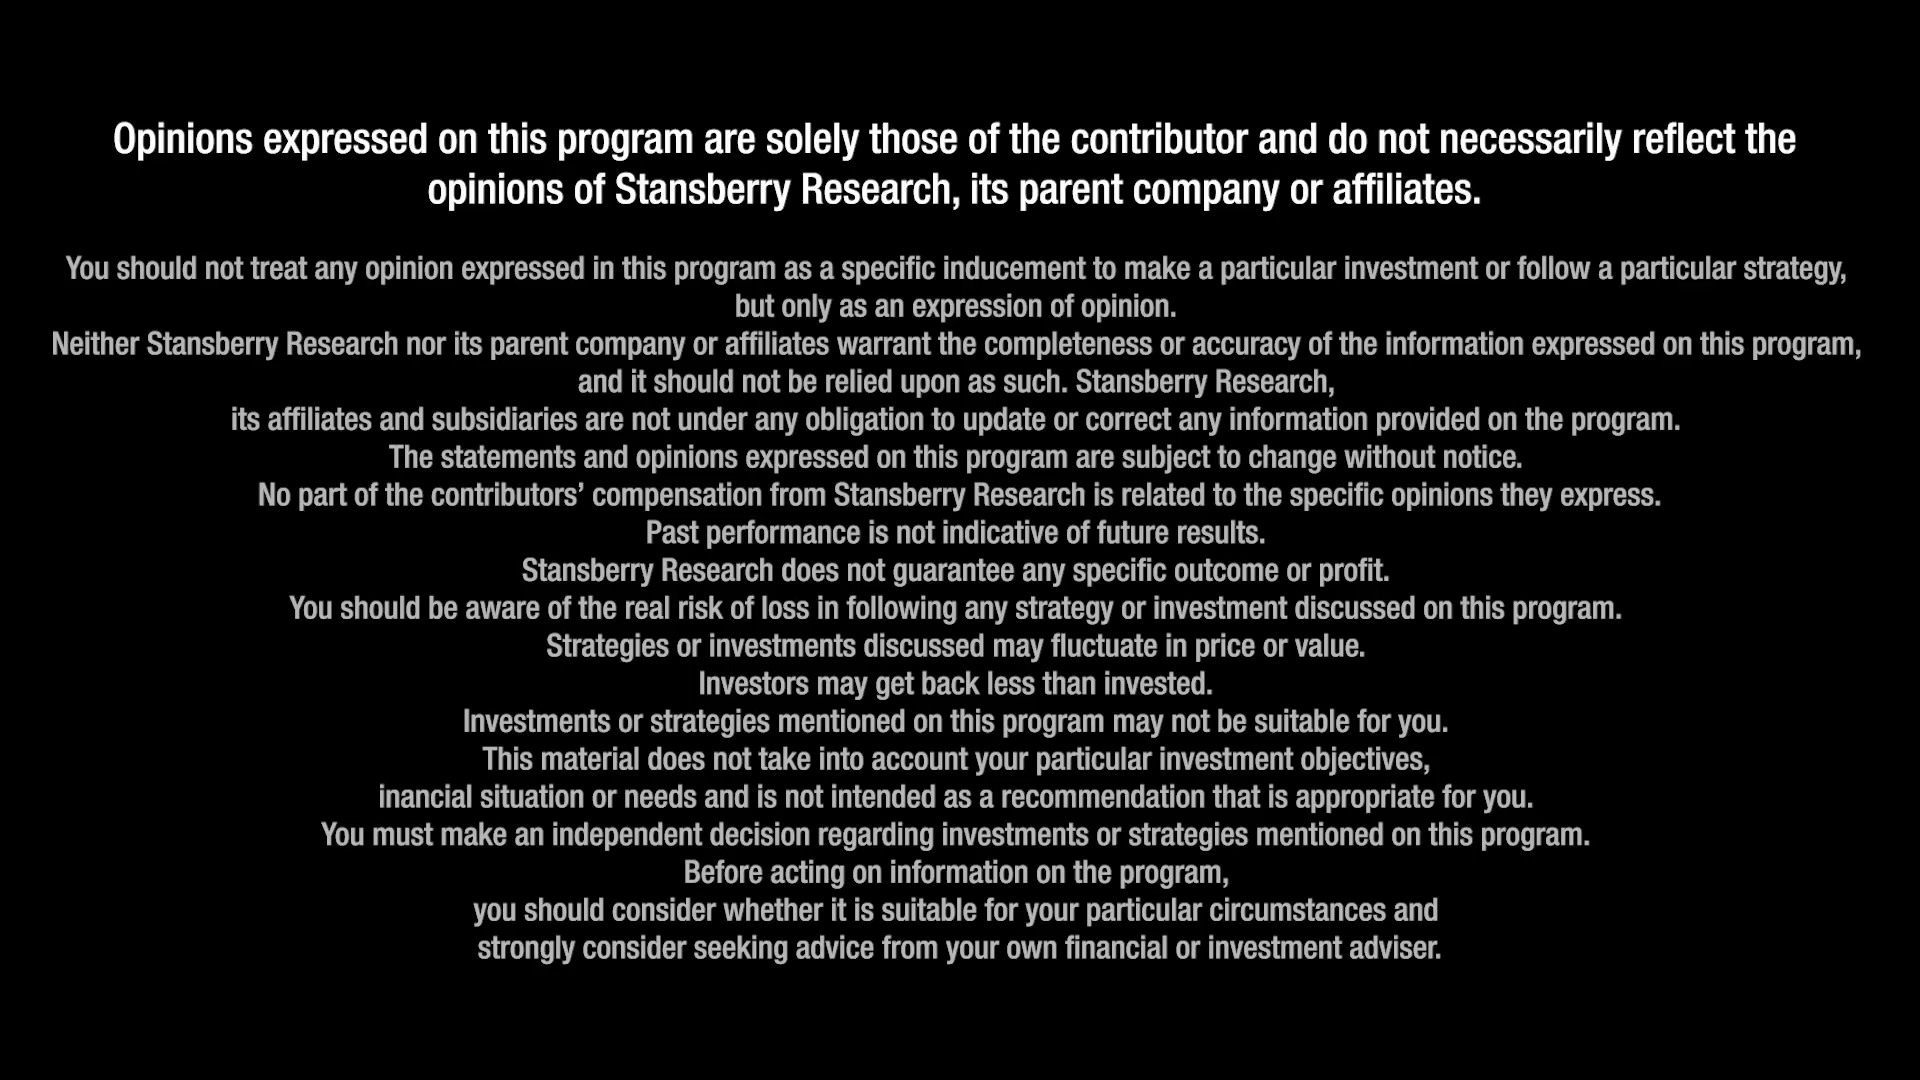 Opinions expressed on this program are solely those of the contributor and do not necessarily reflect the
opinions of Stansberry Research, its parent company or affiliates.
You should not treat any opinion expressed in this program as a specific inducement to make a particular investment or follow a particular strategy,
but only as an expression of opinion.
Neither Stansberry Research nor its parent company or affiliates warrant the completeness or accuracy of the information expressed on this program,
and it should not be relied upon as such. Stansberry Research,
its affiliates and subsidiaries are not under any obligation to update or correct any information provided on the program.
The statements and opinions expressed on this program are subject to change without notice.
No part of the contributors’ compensation from Stansberry Research is related to the specific opinions they express.
Past performance is not indicative of future results.
Stansberry Research does not guarantee any specific outcome or profit.
You should be aware of the real risk of loss in following any strategy or investment discussed on this program.
Strategies or investments discussed may fluctuate in price or value.
Investors may get back less than invested.
Investments or strategies mentioned on this program may not be suitable for you.
This material does not take into account your particular investment objectives,
inancial situation or needs and is not intended as a recommendation that is appropriate for you.
You must make an independent decision regarding investments or strategies mentioned on this program.
Before acting on information on the program,
you should consider whether it is suitable for your particular circumstances and
strongly consider seeking advice from your own financial or investment adviser.